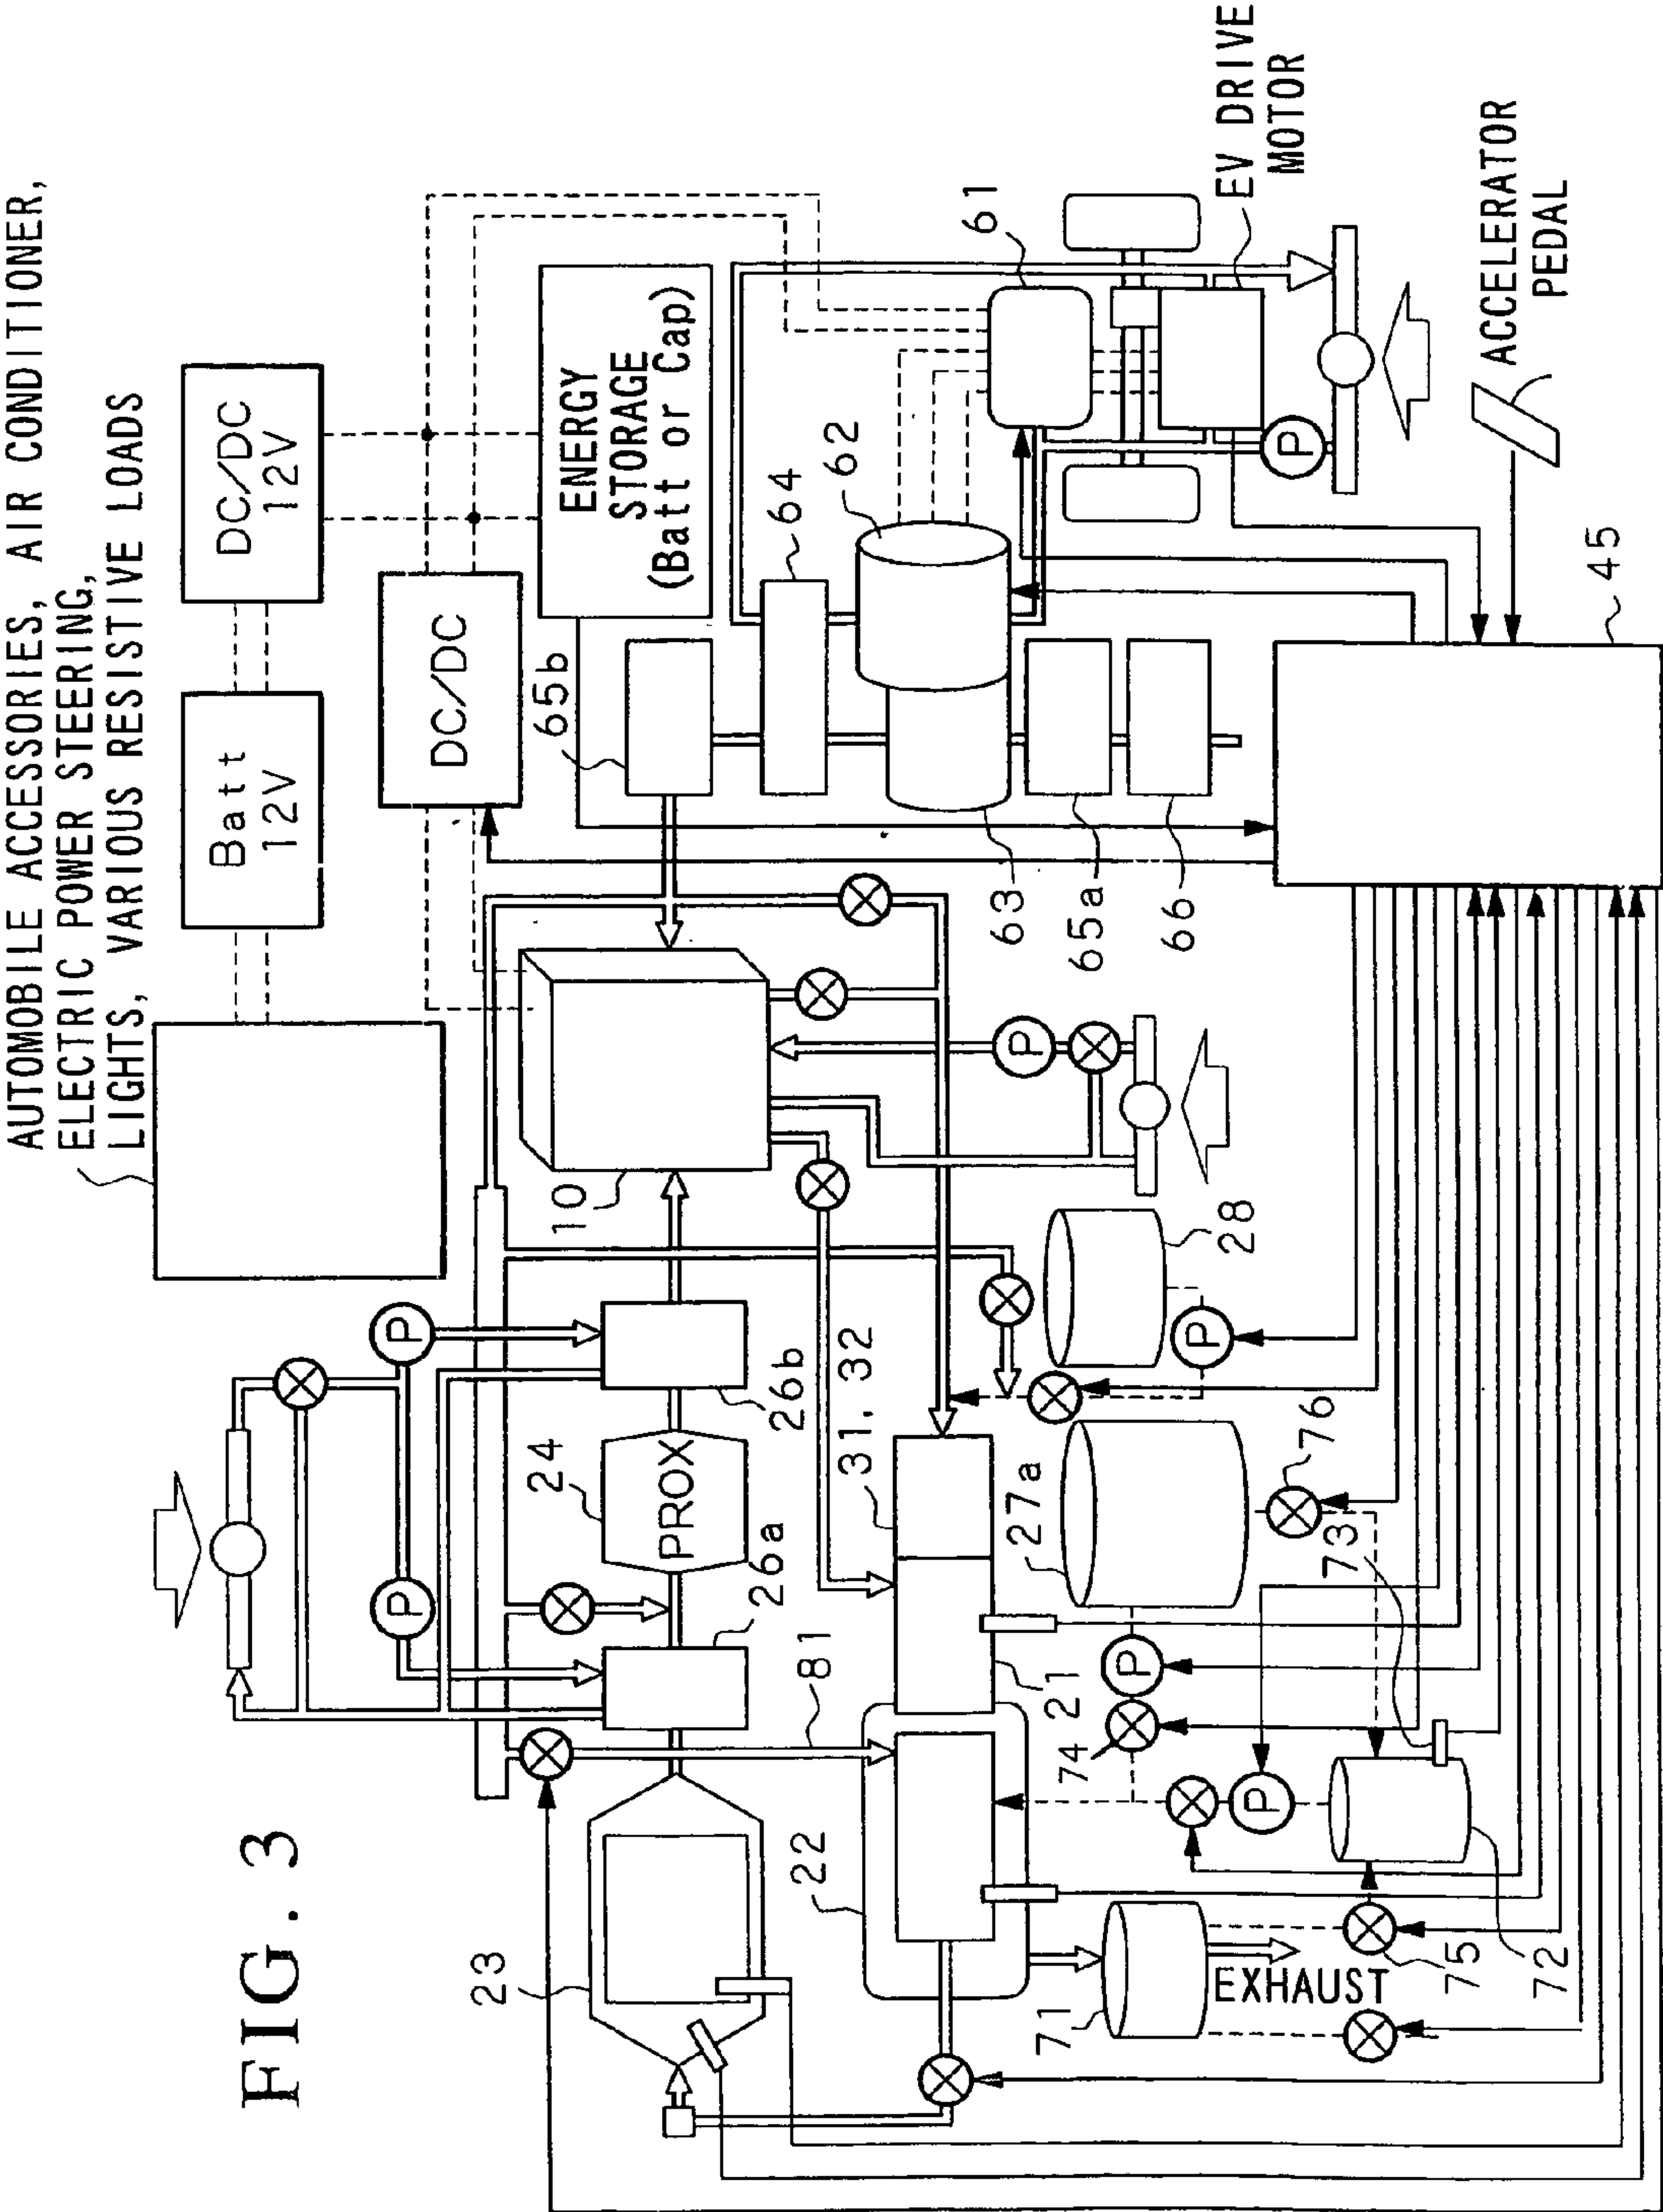 FIG. 3
AUTOMOBILE ACCESSORIES, AIR CONDITIONER,
ELECTRIC POWER STEERING,
LIGHTS, VARIOUS RESISTIVE LOADS
Batt
12V
DC/DC
12V
DC/DC
ENERGY
STORAGE
(Batt or Cap)
P
P
23
26a
24
PROX
26b
10
65b
64
62
61
81
22
21
31, 32
63
65a
66
P
P
EV DRIVE
MOTOR
ACCELERATOR
PEDAL
28
P
27a
76
73
P
74
P
71
EXHAUST
75
72
45